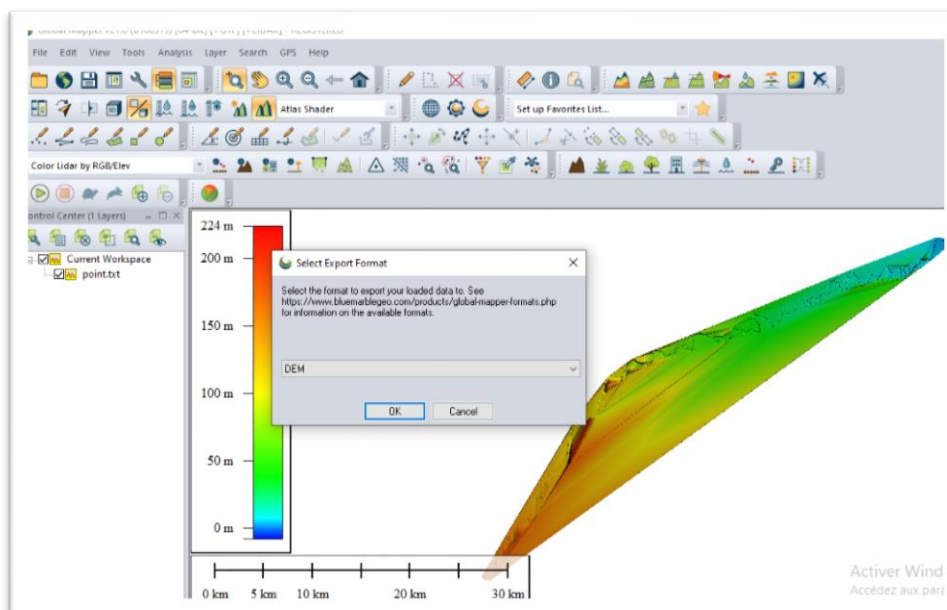 File Edit View Tools Analysis Layer Search GPS Help
Atlas Shader
Set up Favorites List...
Color Lidar by RGB/Elev
ontrol Center (1 Layers)
Current Workspace
point.txt
224 m
200 m
150 m
100 m
50 m
0 m
Select Export Format
Select the format to export your loaded data to. See
https://www.bluemarblegeo.com/products/global-mapper-formats.php
for information on the available formats.
DEM
OK Cancel
0 km 5 km 10 km 20 km 30 km
Activer Wind
Accédez aux para